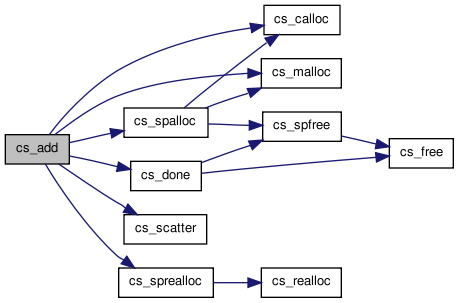 cs_calloc
cs_malloc
cs_spalloc
cs_spfree
cs_add
cs_free
cs_done
cs_scatter
cs_sprealloc
cs_realloc